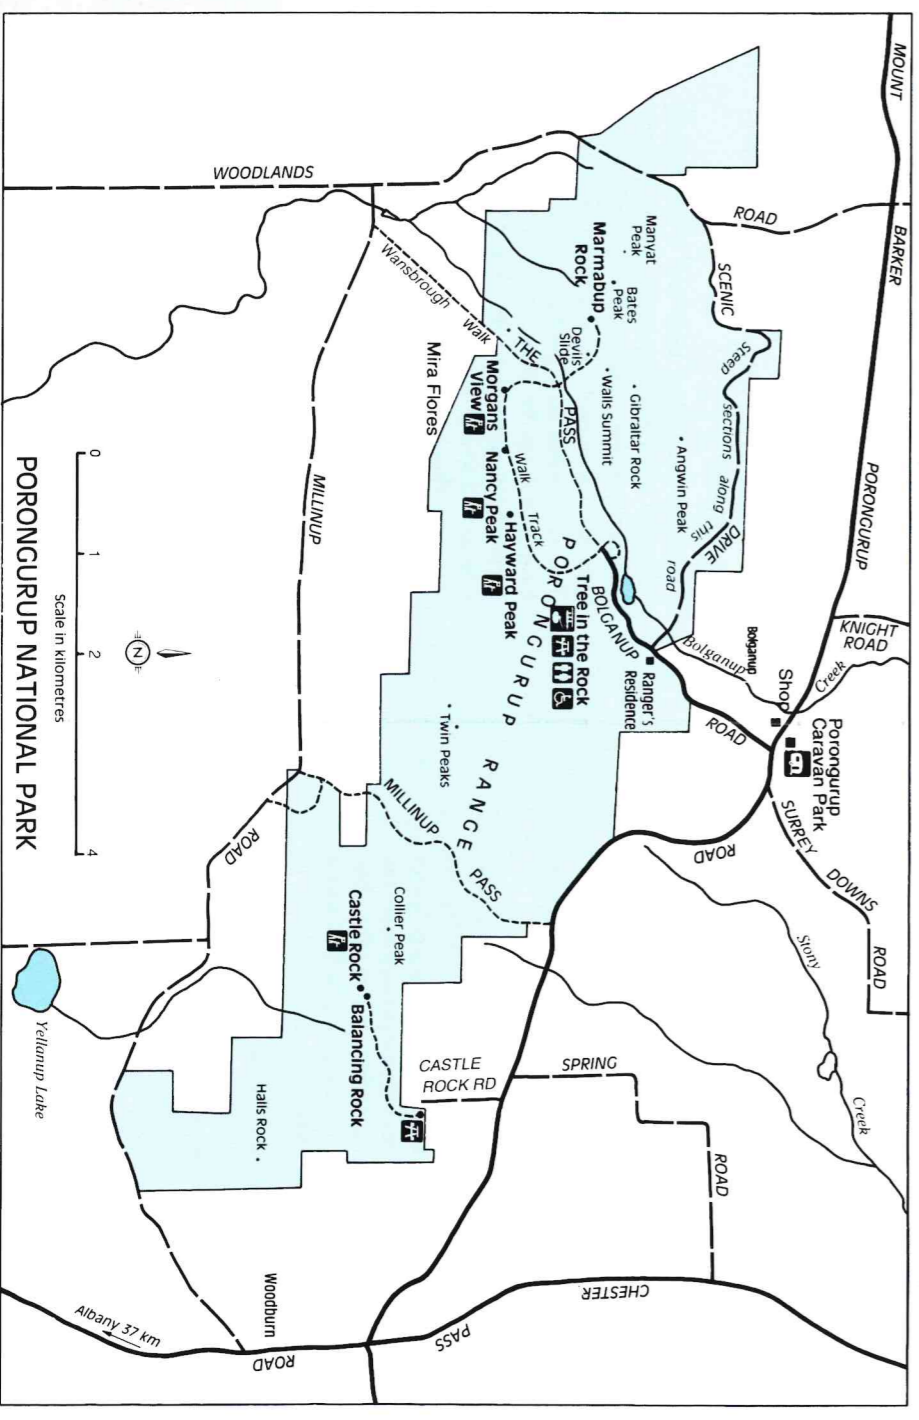 MOUNT
BARKER
PORONGURUP
ROAD
KNIGHT
ROAD
WOODLANDS
ROAD
SCENIC
DRIVE
steep
sections
along
this
road
Manyat
Peak
Bates
Peak
Marmabup
Rock
Devils
Slide
Walls Summit
Gibraltar Rock
Angwin Peak
Wansbrough
Walk
THE
PASS
Mira Flores
Morgans
View
Nancy Peak
Hayward Peak
Walk
Track
Tree in the Rock
BOLGANUP
ROAD
Ranger's
Residence
Bolganup
Creek
Bolganup
Shop
Porongurup
Caravan Park
SURREY
DOWNS
ROAD
Stony
Creek
PORONGURUP
RANGE
Twin Peaks
MILLINUP
PASS
Collier Peak
Castle Rock
Balancing Rock
CASTLE
ROCK RD
SPRING
ROAD
CHESTER
PASS
ROAD
Halls Rock
Woodburn
Albany 37 km
MILLINUP
ROAD
Yellanup Lake
N
0
1
2
4
Scale in kilometres
PORONGURUP NATIONAL PARK